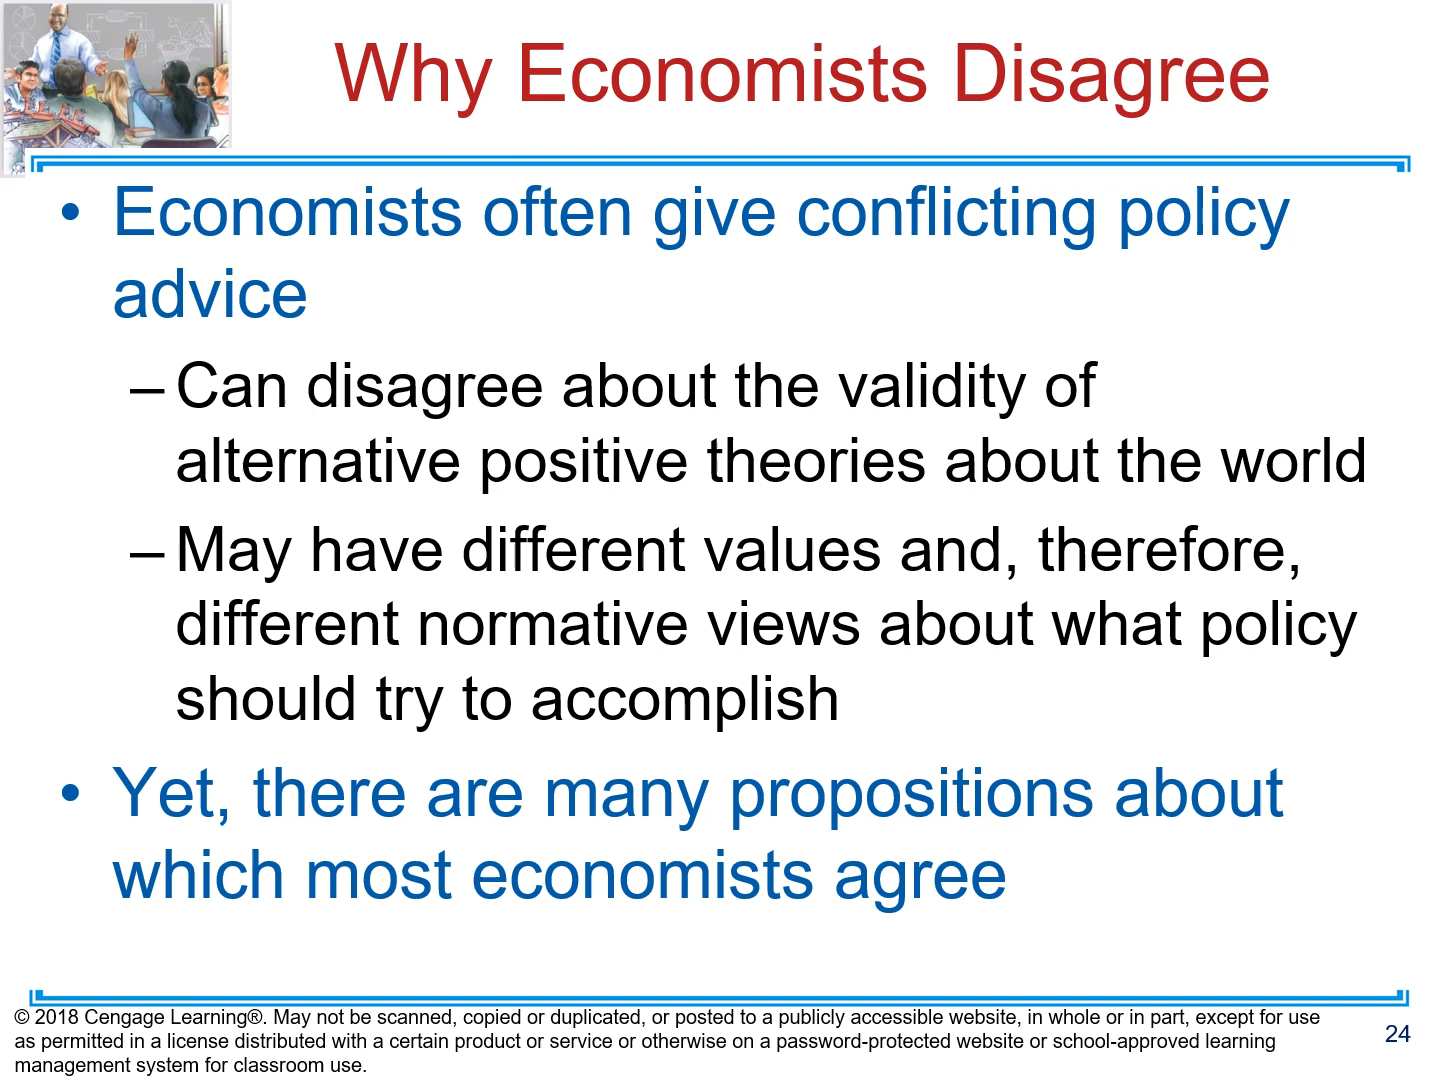 Why Economists Disagree
• Economists often give conflicting policy
advice
– Can disagree about the validity of
alternative positive theories about the world
– May have different values and, therefore,
different normative views about what policy
should try to accomplish
• Yet, there are many propositions about
which most economists agree
© 2018 Cengage Learning®. May not be scanned, copied or duplicated, or posted to a publicly accessible website, in whole or in part, except for use
as permitted in a license distributed with a certain product or service or otherwise on a password-protected website or school-approved learning
management system for classroom use.
24